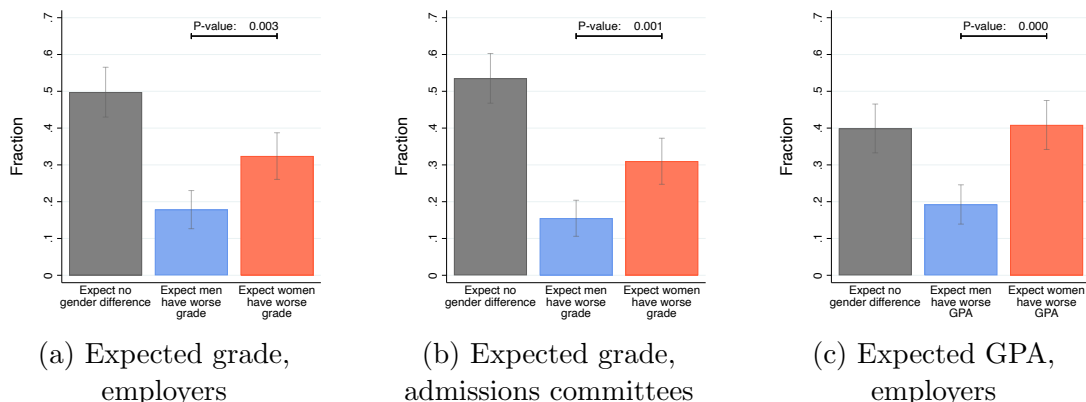 P-value: 0.003
Fraction
.7
.6
.5
.4
.3
.2
.1
0
Expect no
gender difference
Expect men
have worse
grade
Expect women
have worse
grade
(a) Expected grade,
employers
P-value: 0.001
Fraction
.7
.6
.5
.4
.3
.2
.1
0
Expect no
gender difference
Expect men
have worse
grade
Expect women
have worse
grade
(b) Expected grade,
admissions committees
P-value: 0.000
Fraction
.7
.6
.5
.4
.3
.2
.1
0
Expect no
gender difference
Expect men
have worse
GPA
Expect women
have worse
GPA
(c) Expected GPA,
employers